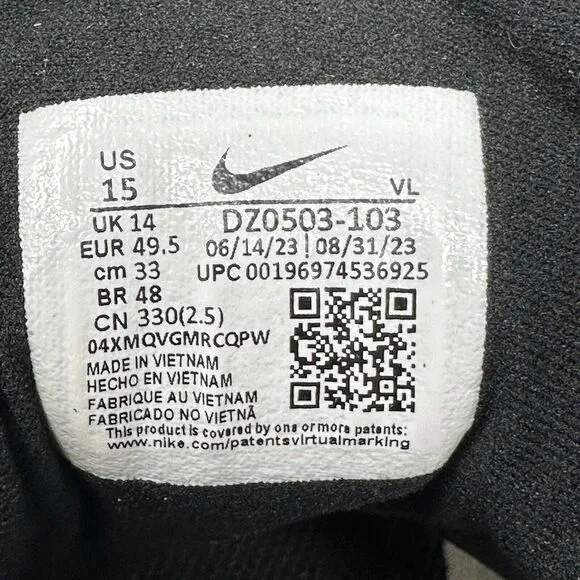 US
15
VL
UK 14
DZ0503-103
EUR 49.5
06/14/23 | 08/31/23
cm 33
UPC 00196974536925
BR 48
CN 330(2.5)
04XMQVGMRCQPW
MADE IN VIETNAM
HECHO EN VIETNAM
FABRIQUE AU VIETNAM
FABRICADO NO VIETNÃ
This product is covered by one or more patents:
www.nike.com/patentsvirtualmarking